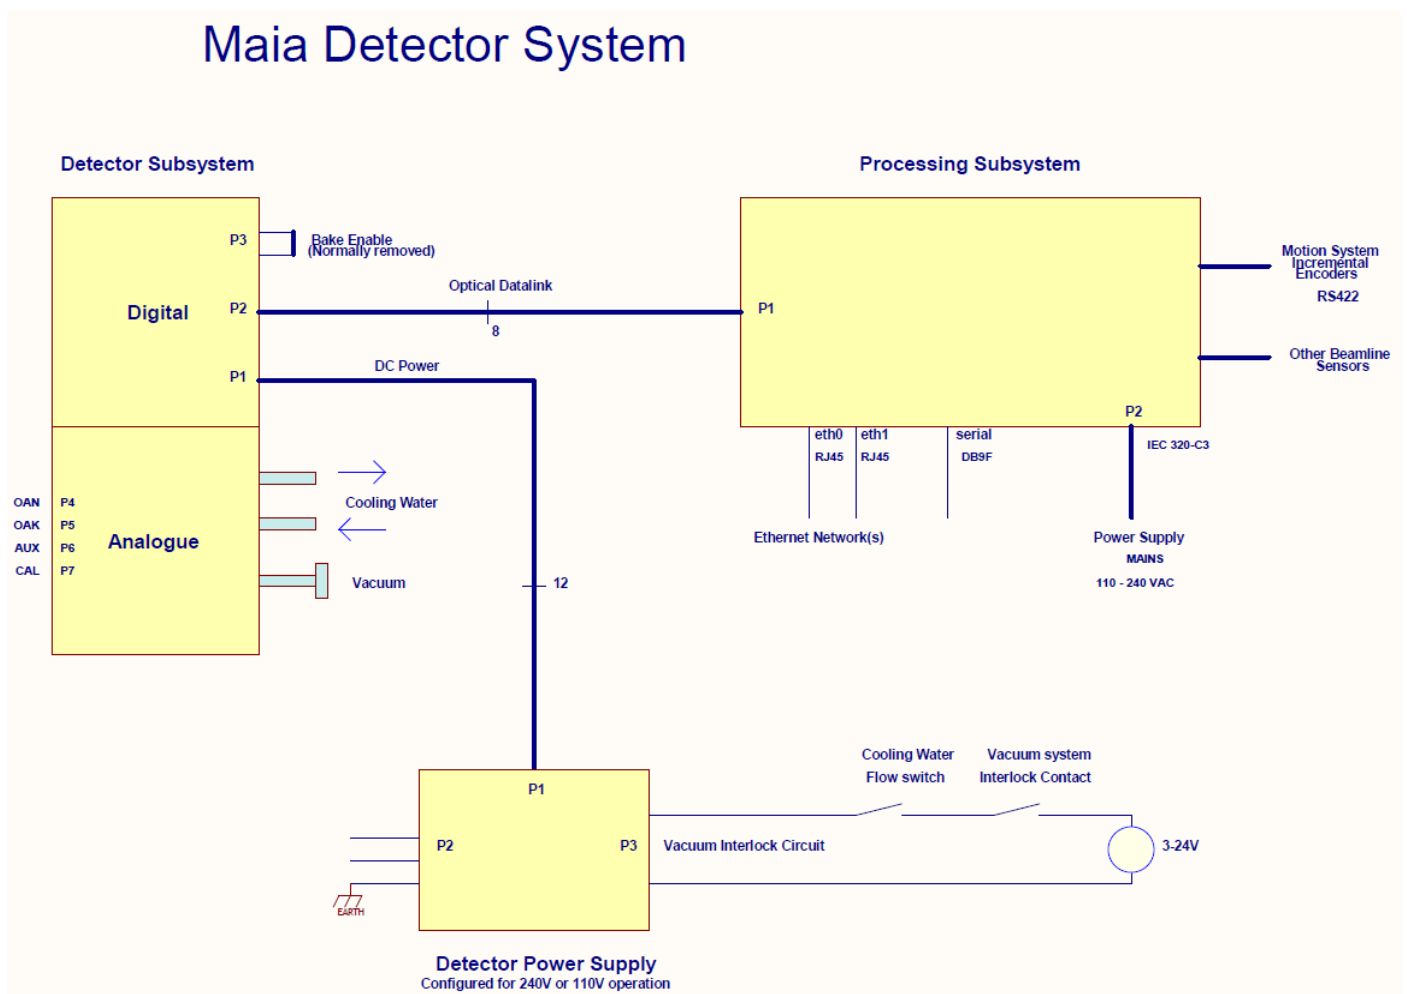 Maia Detector System
Detector Subsystem
Processing Subsystem
P3
Bake Enable
(Normally removed)
Digital
P2
Optical Datalink
8
P1
DC Power
P1
Motion System
Incremental
Encoders
RS422
Other Beamline
Sensors
P2
eth0
eth1
serial
IEC 320-C3
RJ45
RJ45
DB9F
Ethernet Network(s)
Power Supply
MAINS
110 - 240 VAC
OAN P4
OAK P5
AUX P6
CAL P7
Analogue
Cooling Water
Vacuum
12
Cooling Water
Flow switch
Vacuum system
Interlock Contact
P1
P2
P3
Vacuum Interlock Circuit
3-24V
EARTH
Detector Power Supply
Configured for 240V or 110V operation